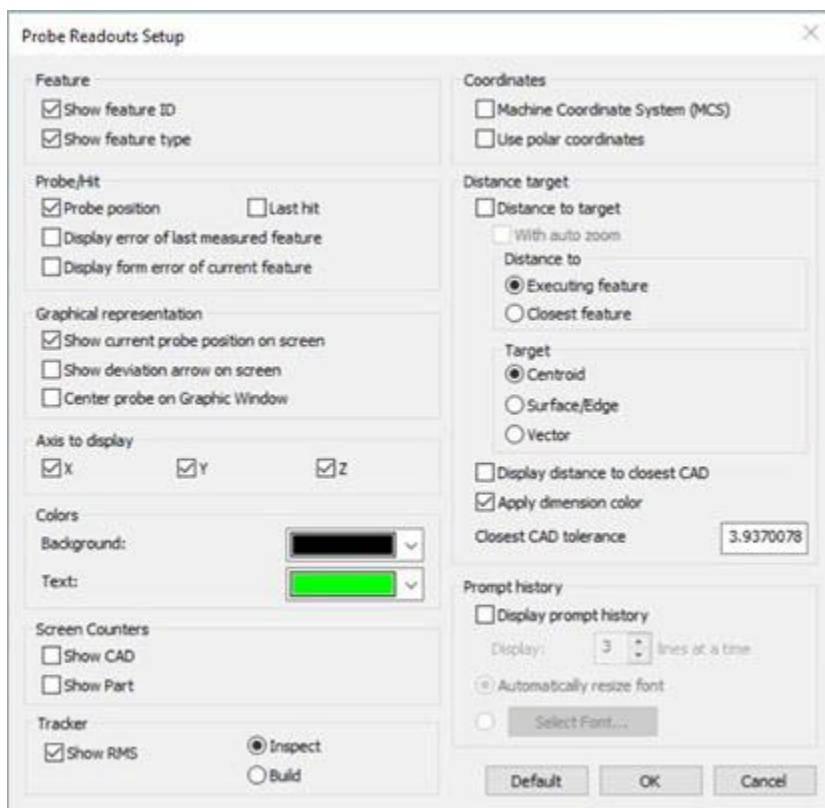 Probe Readouts Setup
Feature
Show feature ID
Show feature type
Probe/Hit
Probe position Last hit
Display error of last measured feature
Display form error of current feature
Graphical representation
Show current probe position on screen
Show deviation arrow on screen
Center probe on Graphic Window
Axis to display
X Y Z
Colors
Background:
Text:
Screen Counters
Show CAD
Show Part
Tracker
Show RMS Inspect
Build
Coordinates
Machine Coordinate System (MCS)
Use polar coordinates
Distance target
Distance to target
With auto zoom
Distance to
Executing feature
Closest feature
Target
Centroid
Surface/Edge
Vector
Display distance to closest CAD
Apply dimension color
Closest CAD tolerance 3.9370078
Prompt history
Display prompt history
Display: 3 lines at a time
Automatically resize font
Select Font...
Default OK Cancel